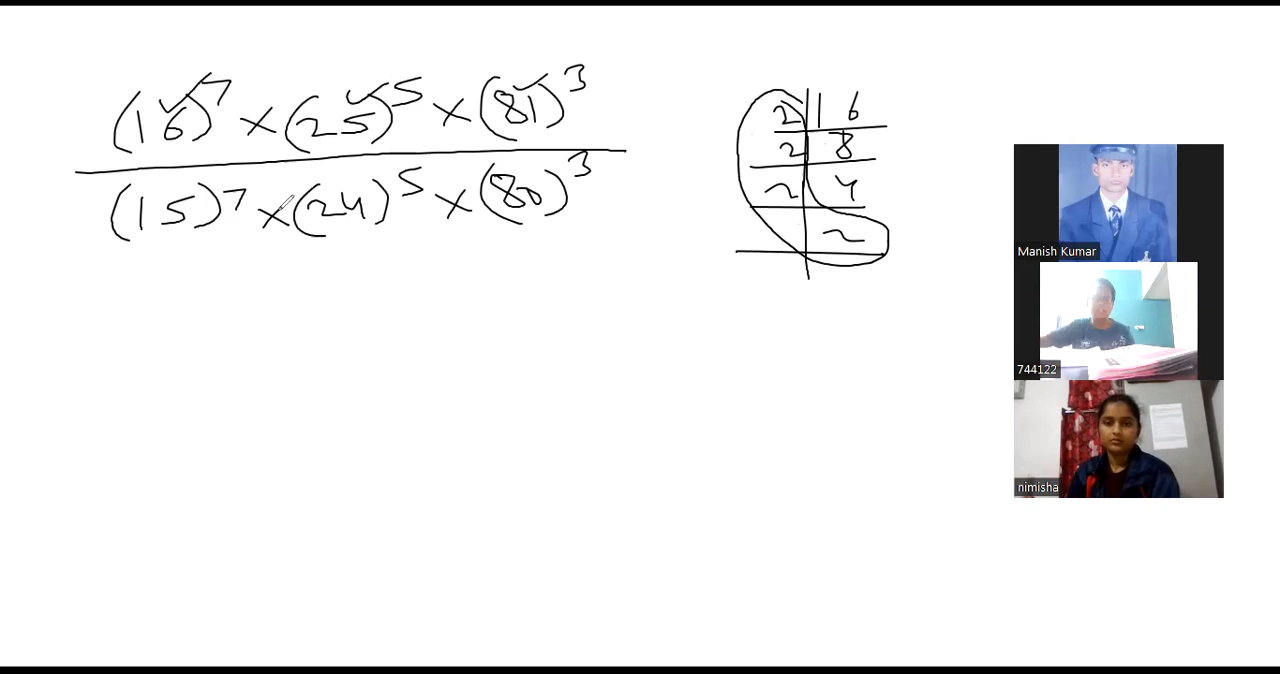 (16)^7 × (25)^5 × (81)^3
(15)^7 × (24)^5 × (80)^3
2 | 16
2 | 8
2 | 4
2
Manish Kumar
744122
nimisha